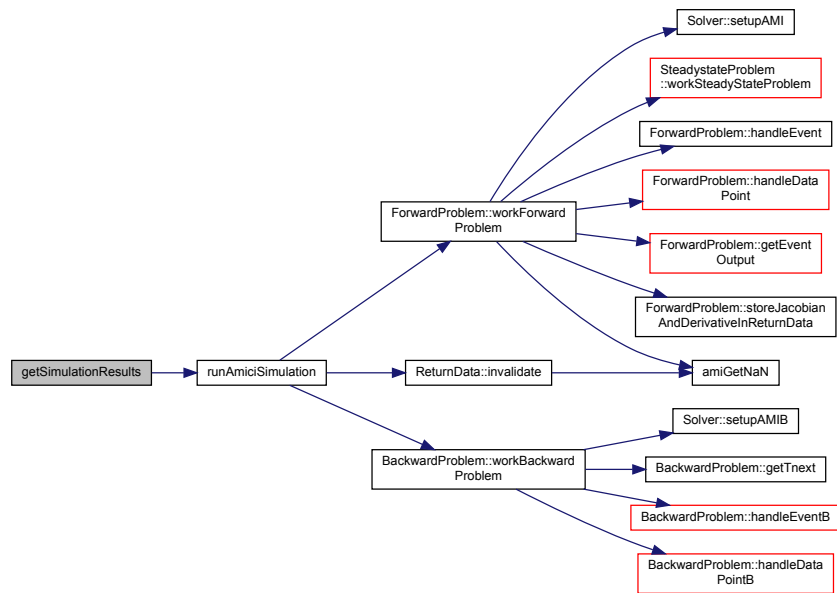 Solver::setupAMI
SteadystateProblem
::workSteadyStateProblem
ForwardProblem::handleEvent
ForwardProblem::handleData
Point
ForwardProblem::workForward
Problem
ForwardProblem::getEvent
Output
ForwardProblem::storeJacobian
AndDerivativeInReturnData
getSimulationResults
runAmiciSimulation
ReturnData::invalidate
amiGetNaN
Solver::setupAMIB
BackwardProblem::workBackward
Problem
BackwardProblem::getTnext
BackwardProblem::handleEventB
BackwardProblem::handleData
PointB